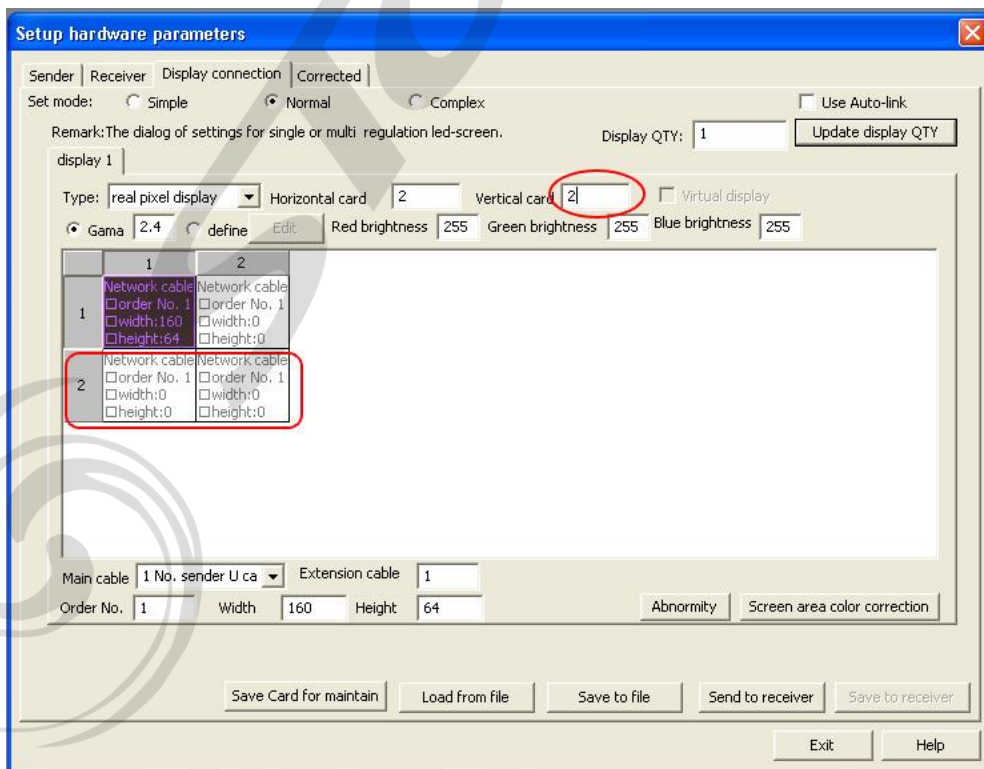 Setup hardware parameters
Sender Receiver Display connection Corrected
Set mode: Simple Normal Complex Use Auto-link
Remark:The dialog of settings for single or multi regulation led-screen. Display QTY: 1 Update display QTY
display 1
Type: real pixel display Horizontal card 2 Vertical card 2 Virtual display
Gama 2.4 define Edit Red brightness 255 Green brightness 255 Blue brightness 255
1 2
Network cable Network cable
order No. 1 order No. 1
1 width:160 width:0
height:64 height:0
Network cable Network cable
2 order No. 1 order No. 1
width:0 width:0
height:0 height:0
Main cable 1 No. sender U ca Extension cable 1
Order No. 1 Width 160 Height 64 Abnormity Screen area color correction
Save Card for maintain Load from file Save to file Send to receiver Save to receiver
Exit Help